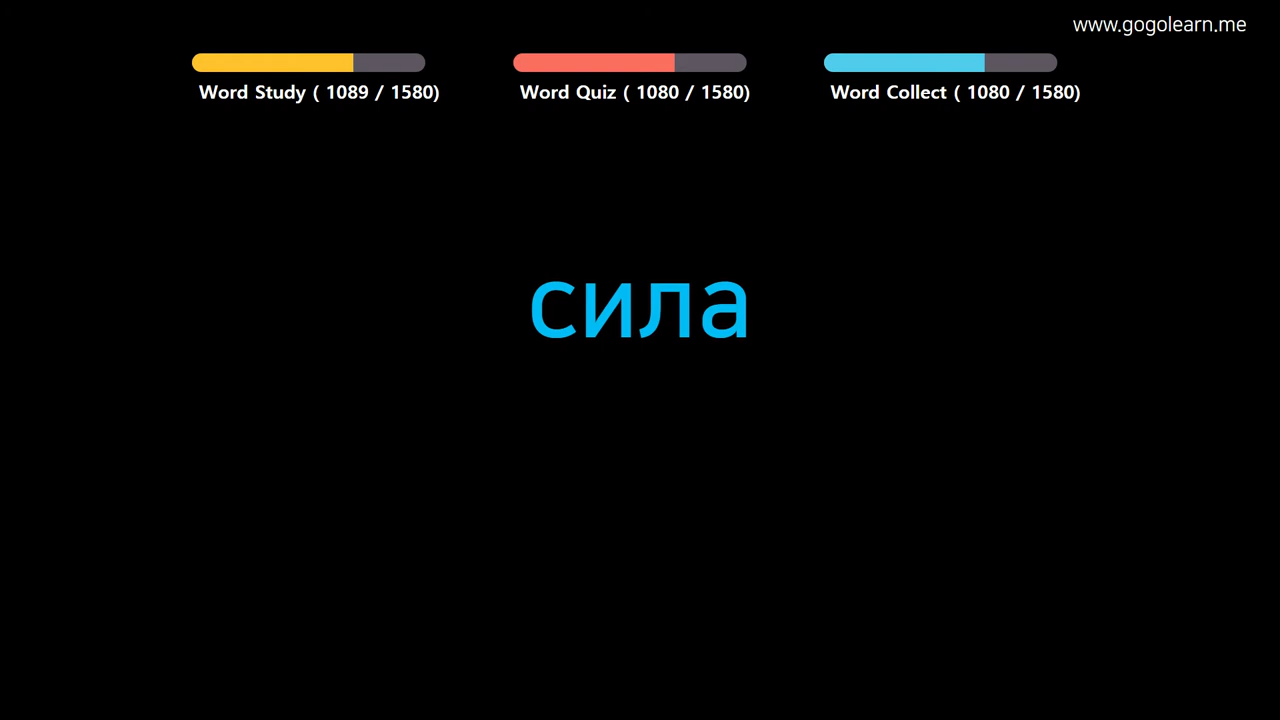 www.gogolearn.me
Word Study ( 1089 / 1580)
Word Quiz ( 1080 / 1580)
Word Collect ( 1080 / 1580)
сила